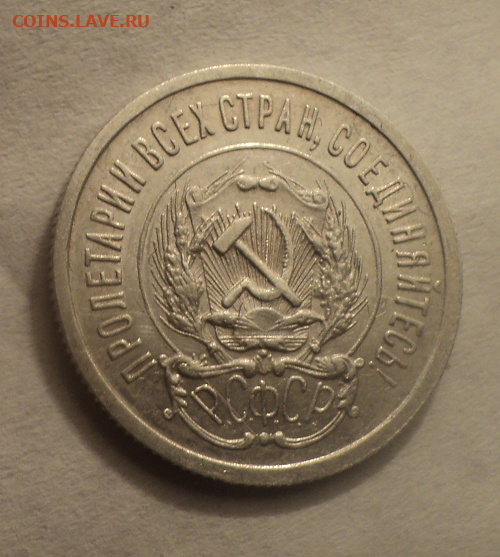 COINS.LAVE.RU
ПРОЛЕТАРИИ ВСЕХ СТРАН, СОЕДИНЯЙТЕСЬ!
Р.С.Ф.С.Р.